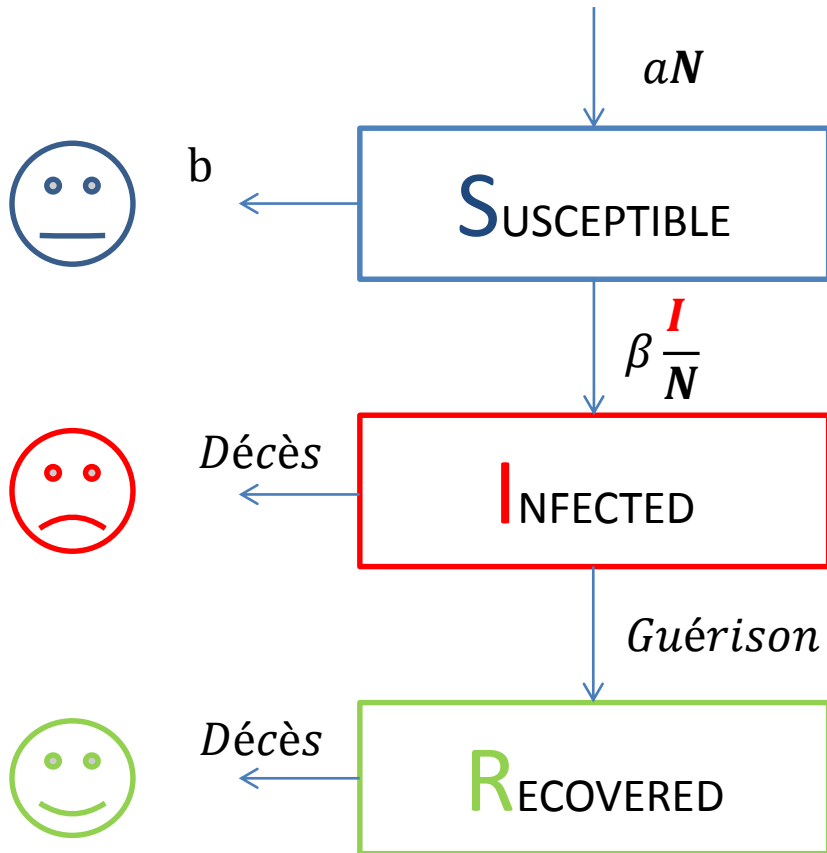 aN
b
SUSCEPTIBLE
β I/N
Décès
INFECTED
Guérison
Décès
RECOVERED